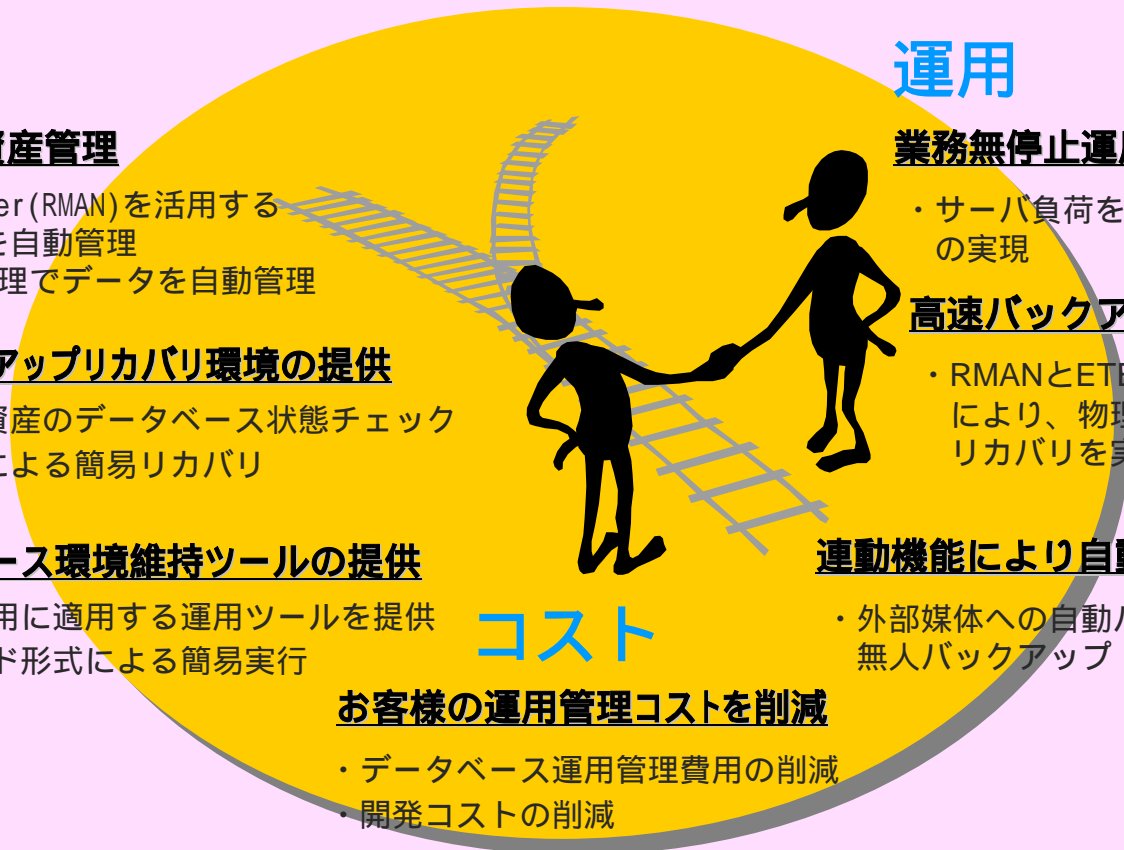 産管理
er(RMAN)を活用する
を自動管理
理でデータを自動管理
アップリカバリ環境の提供
資産のデータベース状態チェック
による簡易リカバリ
ース環境維持ツールの提供
用に適用する運用ツールを提供
ド形式による簡易実行
コスト
お客様の運用管理コストを削減
・データベース運用管理費用の削減
・開発コストの削減
運用
業務無停止運
・サーバ負荷を
の実現
高速バックア
・RMANとETE
により、物理
リカバリを実
連動機能により自動
・外部媒体への自動
無人バックアップ